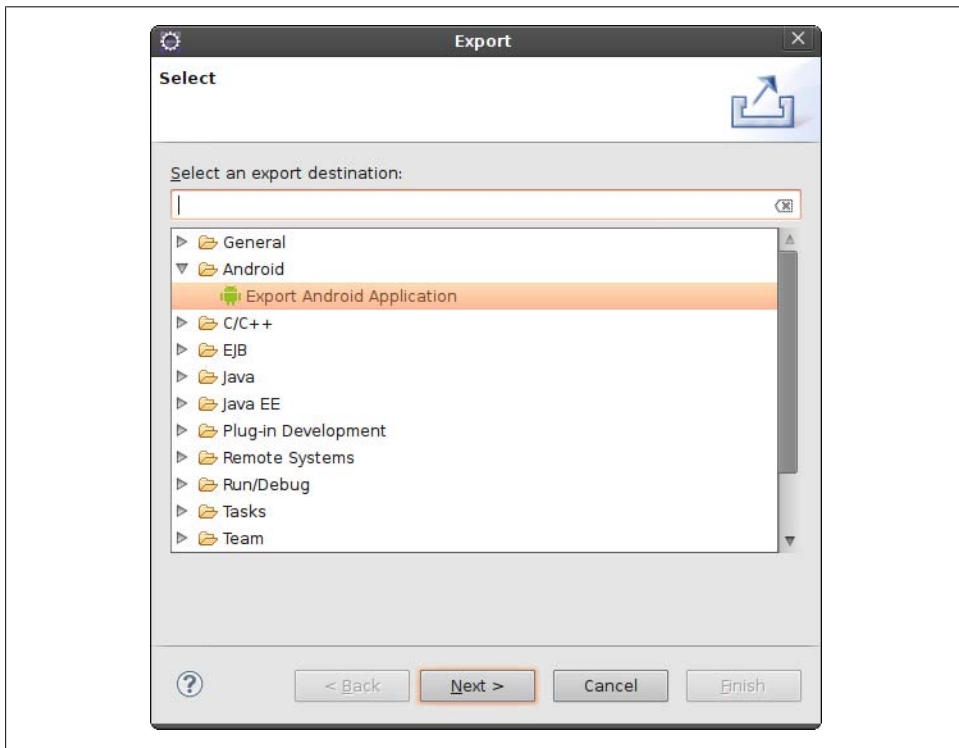 Export
Select
Select an export destination:
General
Android
Export Android Application
C/C++
EJB
Java
Java EE
Plug-in Development
Remote Systems
Run/Debug
Tasks
Team
< Back Next > Cancel Finish